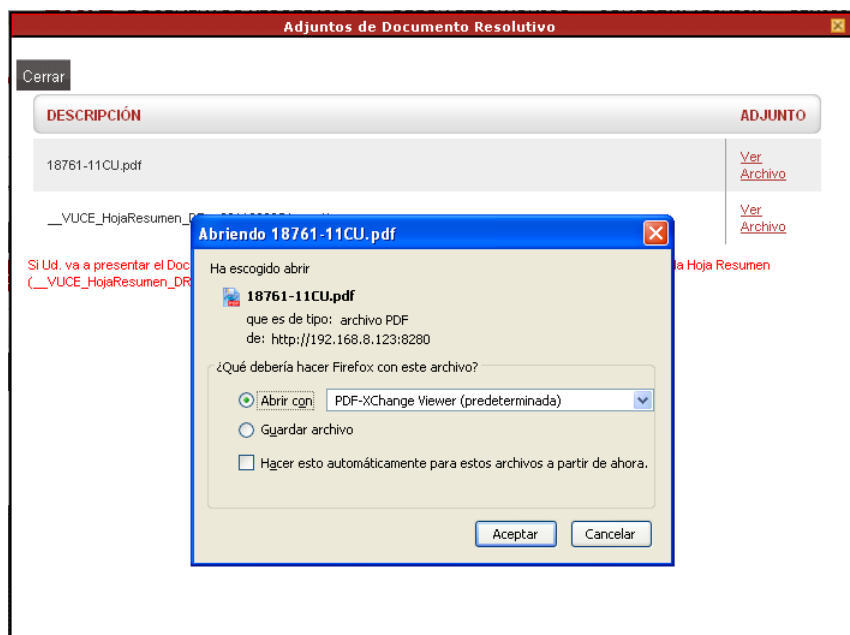 Adjuntos de Documento Resolutivo
Cerrar
DESCRIPCIÓN ADJUNTO
18761-11CU.pdf Ver
Archivo
__VUCE_HojaResumen_ Ver
Archivo
Si Ud. va a presentar el Doc la Hoja Resumen
(__VUCE_HojaResumen_DR
Abriendo 18761-11CU.pdf
Ha escogido abrir
18761-11CU.pdf
que es de tipo: archivo PDF
de: http://192.168.8.123:8280
¿Qué debería hacer Firefox con este archivo?
Abrir con PDF-XChange Viewer (predeterminada)
Guardar archivo
Hacer esto automáticamente para estos archivos a partir de ahora.
Aceptar Cancelar